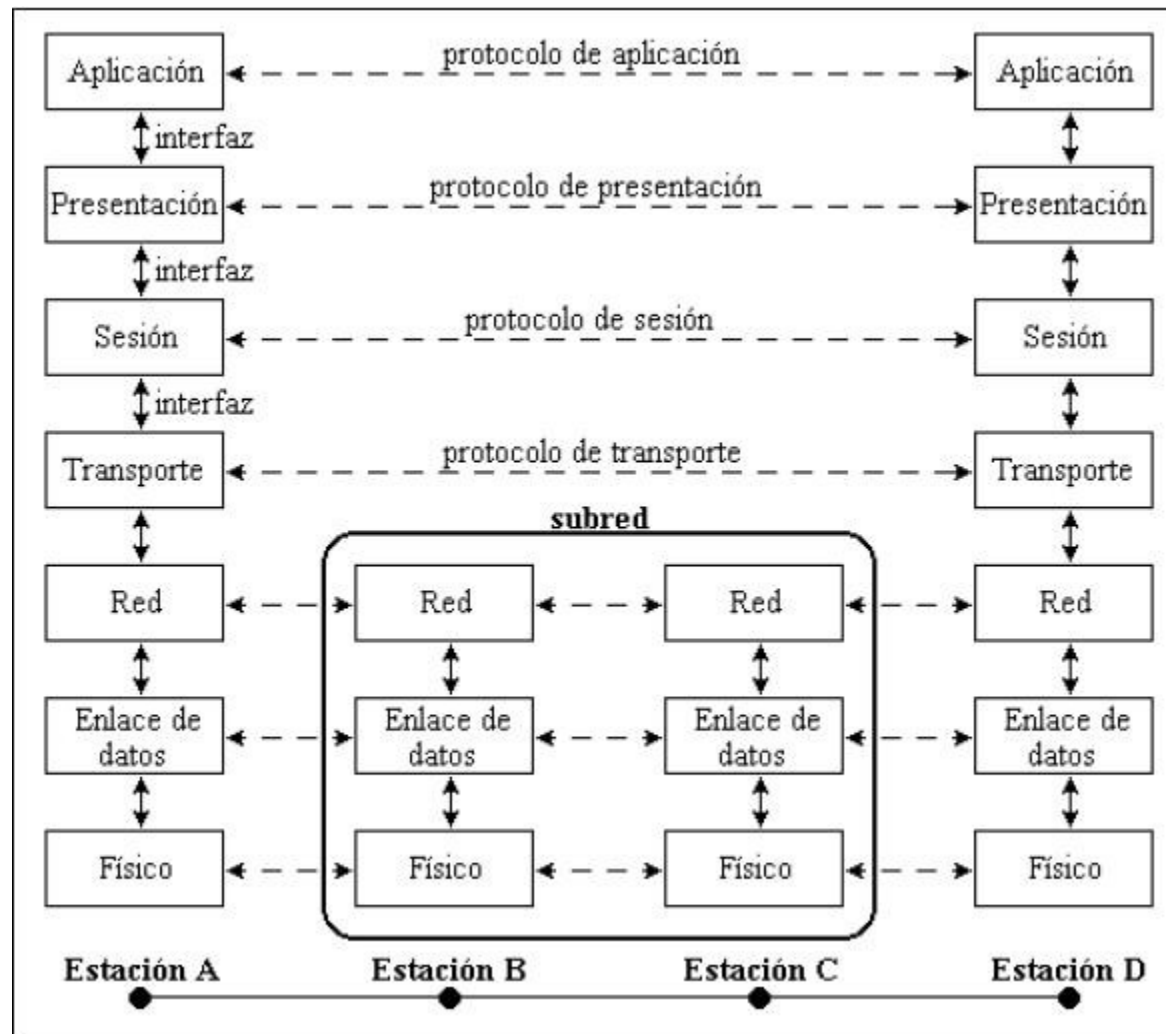 Aplicación
protocolo de aplicación
Aplicación
interfaz
Presentación
protocolo de presentación
Presentación
interfaz
Sesión
protocolo de sesión
Sesión
interfaz
Transporte
protocolo de transporte
Transporte
subred
Red
Red
Red
Red
Enlace de
datos
Enlace de
datos
Enlace de
datos
Enlace de
datos
Físico
Físico
Físico
Físico
Estación A
Estación B
Estación C
Estación D